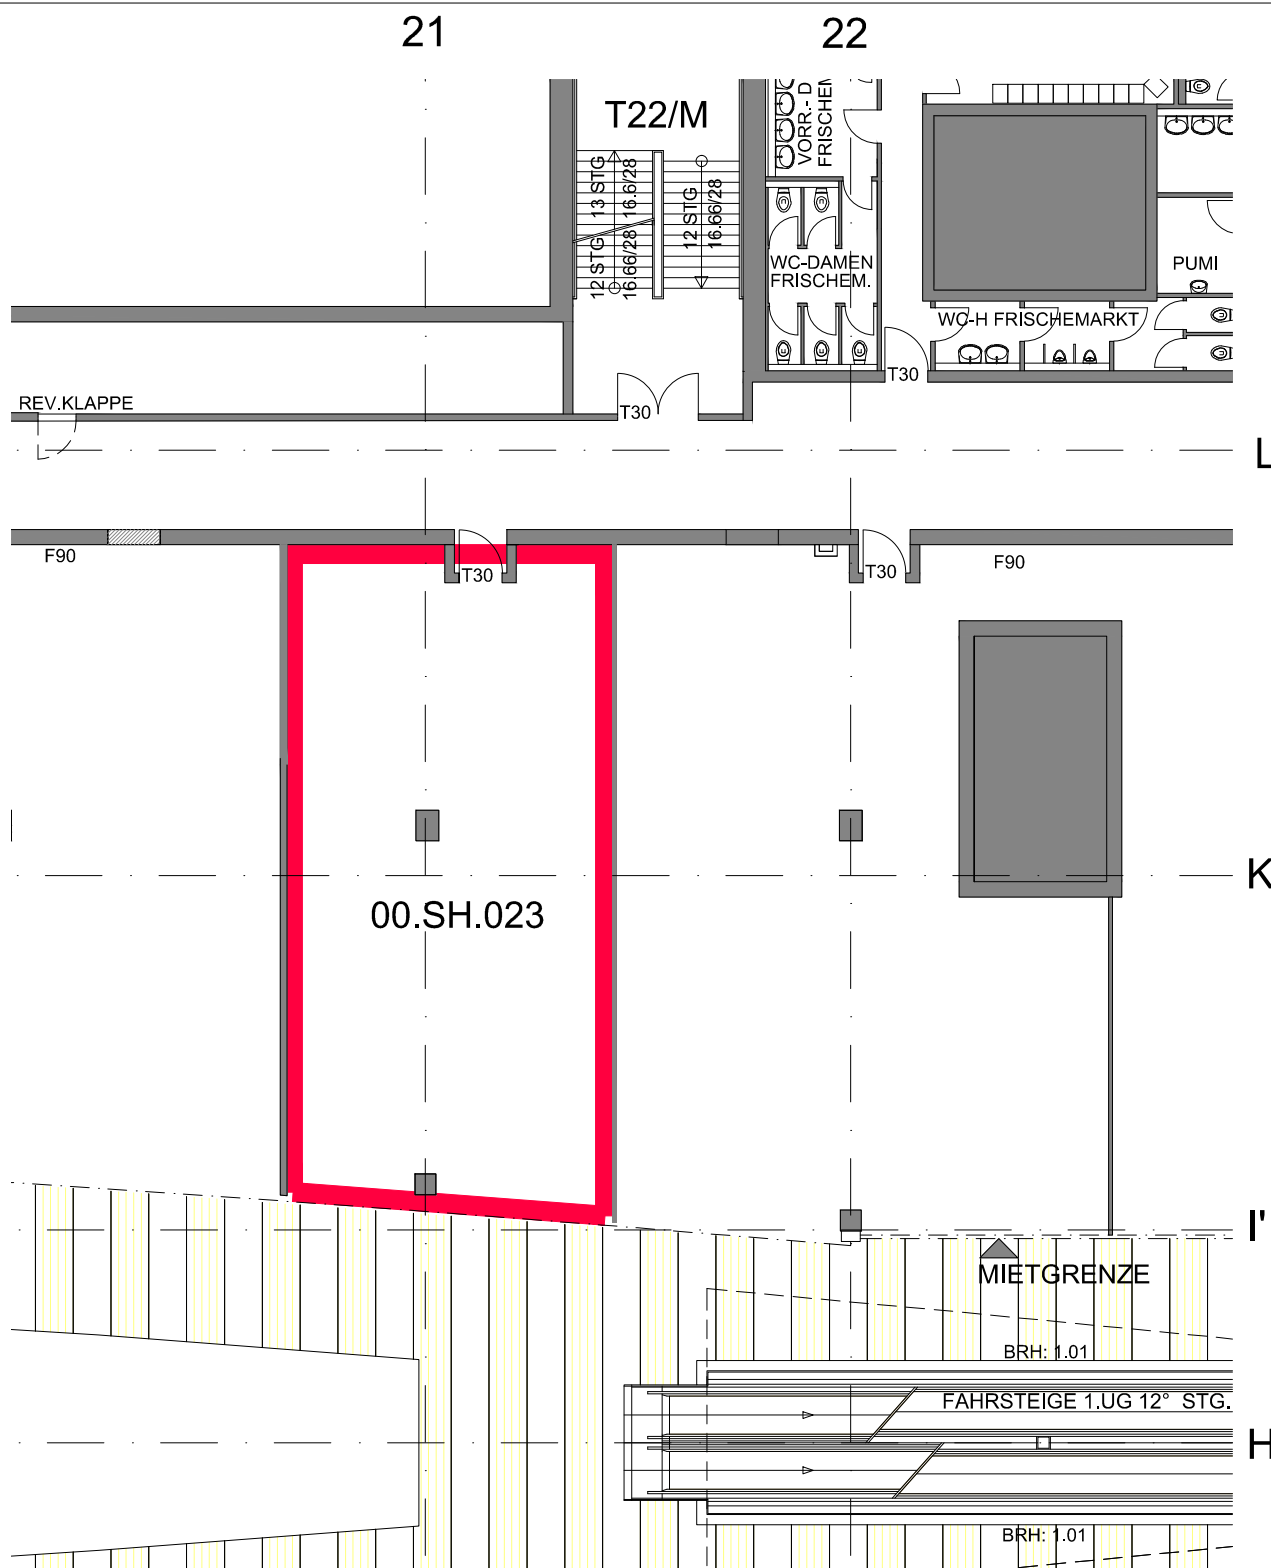 21
22
T22/M
VORR.- D
FRISCHEM
12 STG 13 STG
16.66/28 16.6/28
12 STG
16.66/28
WC-DAMEN
FRISCHEM.
PUMI
WC-H FRISCHEMARKT
T30
REV.KLAPPE
T30
L
F90
T30
T30
F90
K
00.SH.023
I'
MIETGRENZE
BRH: 1.01
FAHRSTEIGE 1.UG 12° STG.
H
BRH: 1.01